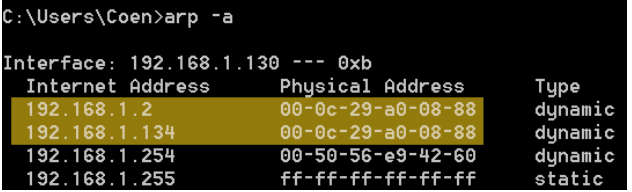 C:\Users\Coen>arp -a
Interface: 192.168.1.130 --- 0xb
Internet Address Physical Address Type
192.168.1.2 00-0c-29-a0-08-88 dynamic
192.168.1.134 00-0c-29-a0-08-88 dynamic
192.168.1.254 00-50-56-e9-42-60 dynamic
192.168.1.255 ff-ff-ff-ff-ff-ff static